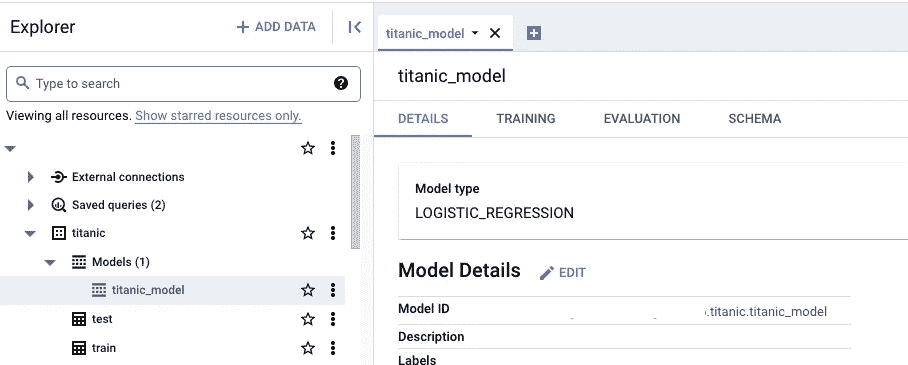 Explorer
+ ADD DATA
Type to search
?
Viewing all resources. Show starred resources only.
External connections
Saved queries (2)
titanic
Models (1)
titanic_model
test
train
titanic_model
titanic_model
DETAILS
TRAINING
EVALUATION
SCHEMA
Model type
LOGISTIC_REGRESSION
Model Details
EDIT
Model ID
.titanic.titanic_model
Description
Labels